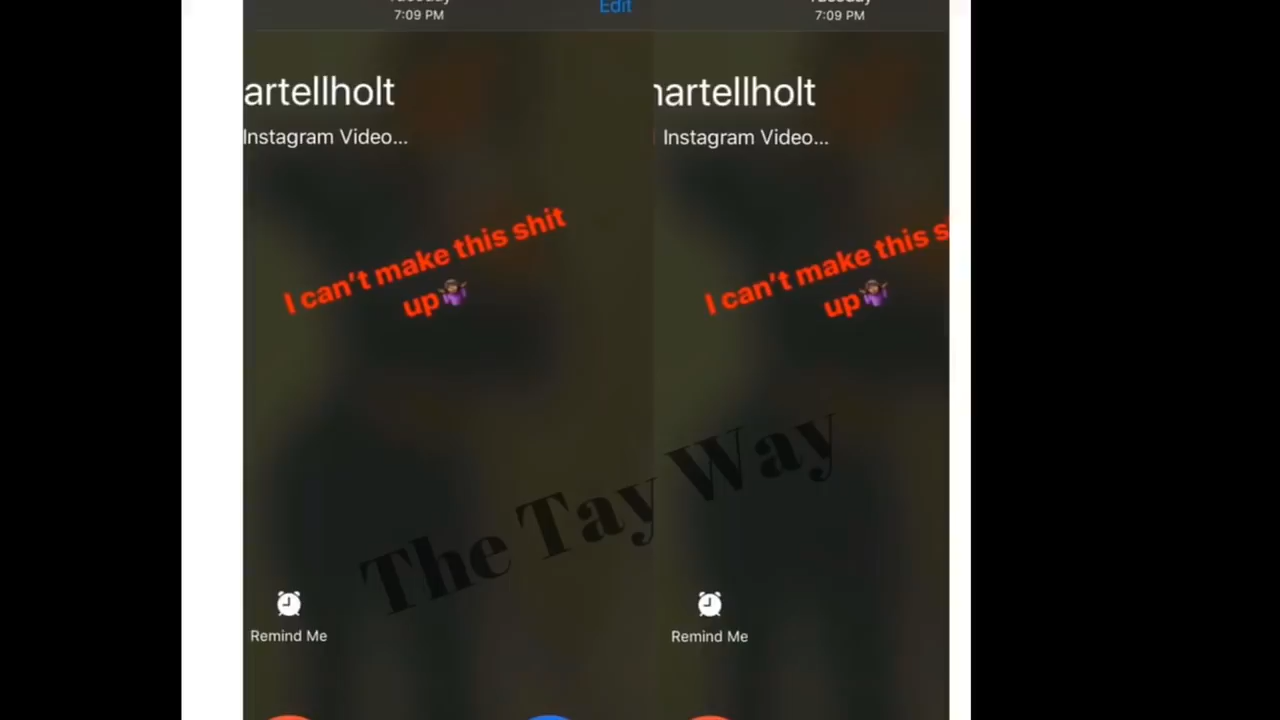 7:09 PM
Edit
artellholt
Instagram Video...
I can't make this shit
up🤷🏽‍♀️
Remind Me
7:09 PM
artellholt
Instagram Video...
I can't make this s
up🤷🏽‍♀️
Remind Me
The Tay Way